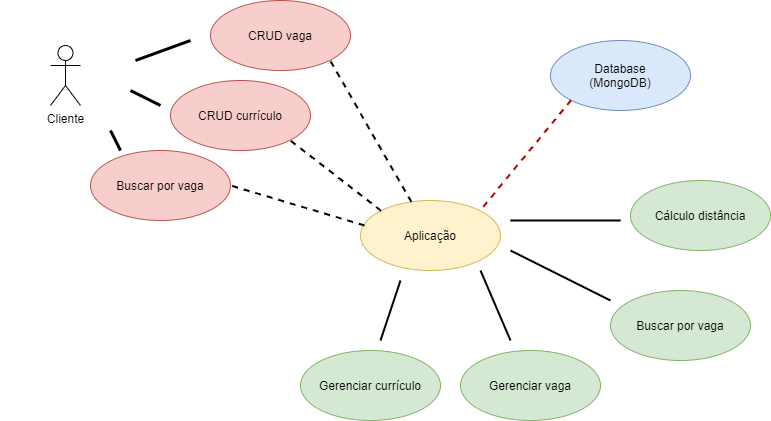 CRUD vaga
Database
(MongoDB)
Cliente
CRUD currículo
Buscar por vaga
Aplicação
Cálculo distância
Buscar por vaga
Gerenciar currículo
Gerenciar vaga